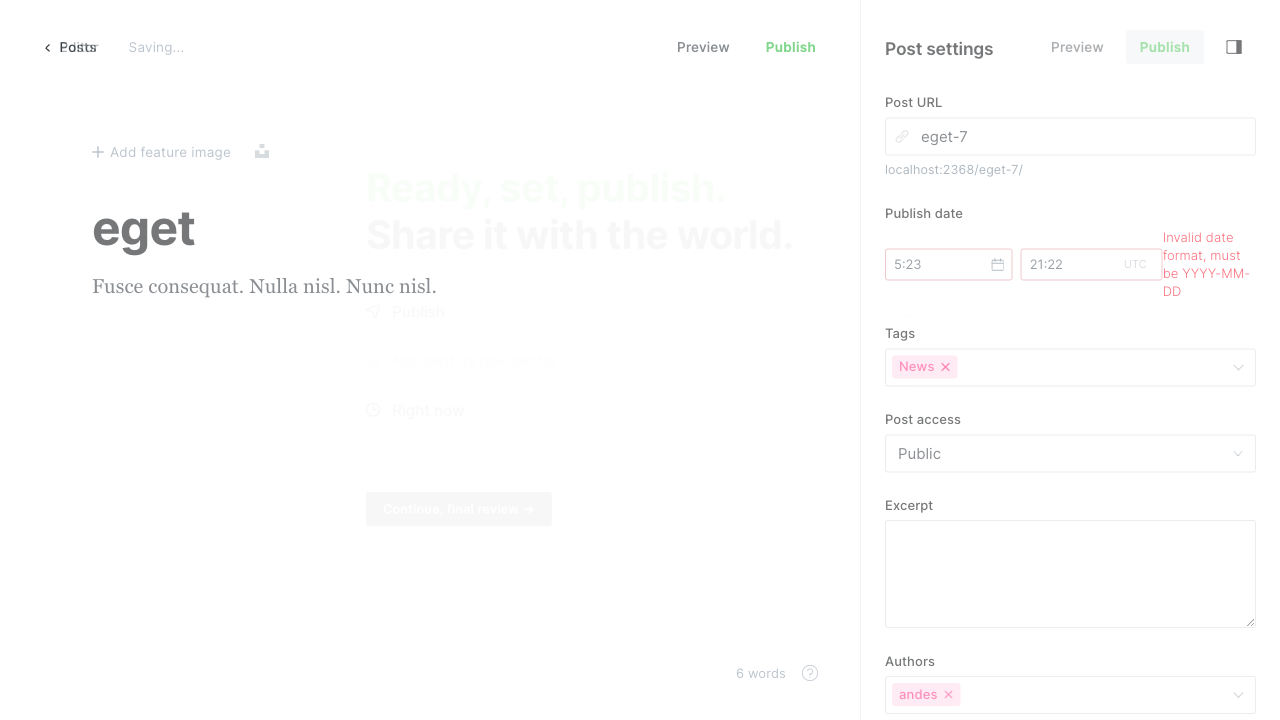 Posts
Saving...
Preview
Publish
Add feature image
Ready, set, publish.
Share it with the world.
eget
Fusce consequat. Nulla nisl. Nunc nisl.
Publish
Right now
Continue, final review →
6 words
Post settings
Preview
Publish
Post URL
eget-7
localhost:2368/eget-7/
Publish date
5:23
21:22
UTC
Invalid date
format, must
be YYYY-MM-
DD
Tags
News
Post access
Public
Excerpt
Authors
andes